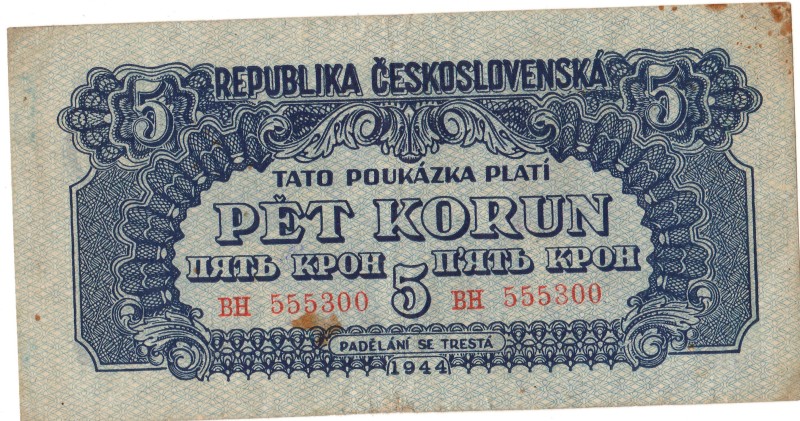 5 REPUBLIKA ČESKOSLOVENSKÁ 5
TATO POUKÁZKA PLATÍ
PĚT KORUN
ПЯТЬ КРОН 5 П'ЯТЬ КРОН
ВН 555300 ВН 555300
PADĚLÁNÍ SE TRESTÁ
1944